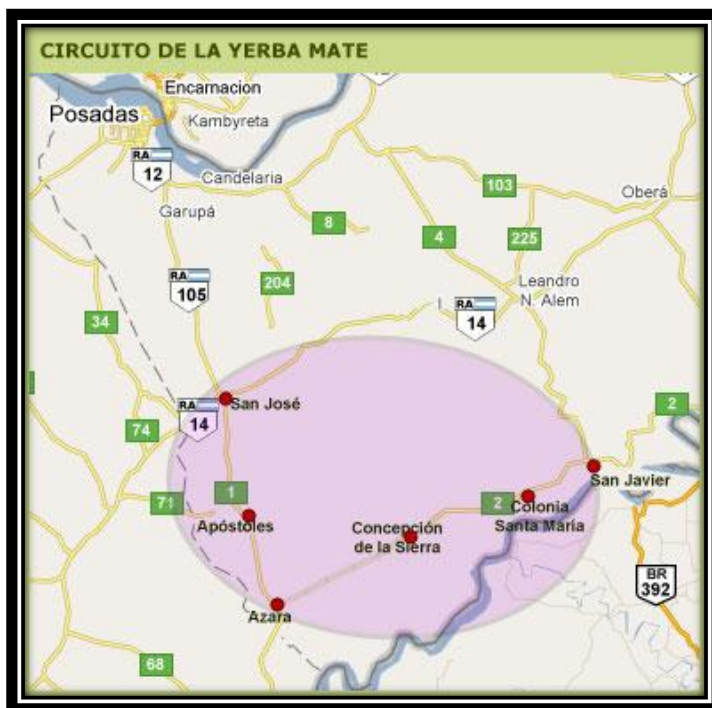 CIRCUITO DE LA YERBA MATE
Encarnacion
Posadas
Kambyreta
RA
12
Candelaria
103
Oberá
Garupá
8
4
225
RA
105
204
Leandro
N. Alem
RA
14
34
2
San José
RA
14
74
San Javier
1
71
2
Colonia
Santa María
Apóstoles
Concepción
de la Sierra
BR
392
Azara
68